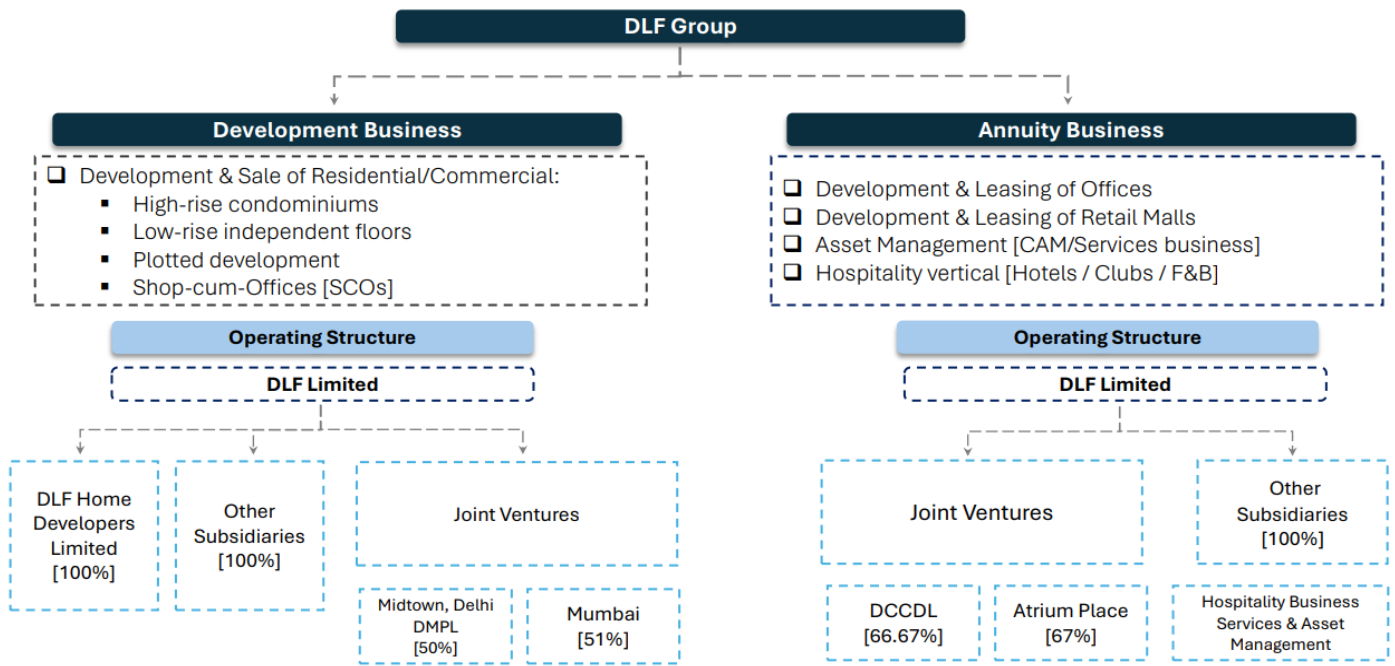 DLF Group
Development Business
❑ Development & Sale of Residential/Commercial:
▪ High-rise condominiums
▪ Low-rise independent floors
▪ Plotted development
▪ Shop-cum-Offices [SCOs]
Operating Structure
DLF Limited
DLF Home
Developers
Limited
[100%]
Other
Subsidiaries
[100%]
Joint Ventures
Midtown, Delhi
DMPL
[50%]
Mumbai
[51%]
Annuity Business
❑ Development & Leasing of Offices
❑ Development & Leasing of Retail Malls
❑ Asset Management [CAM/Services business]
❑ Hospitality vertical [Hotels / Clubs / F&B]
Operating Structure
DLF Limited
Joint Ventures
DCCDL
[66.67%]
Atrium Place
[67%]
Other
Subsidiaries
[100%]
Hospitality Business
Services & Asset
Management